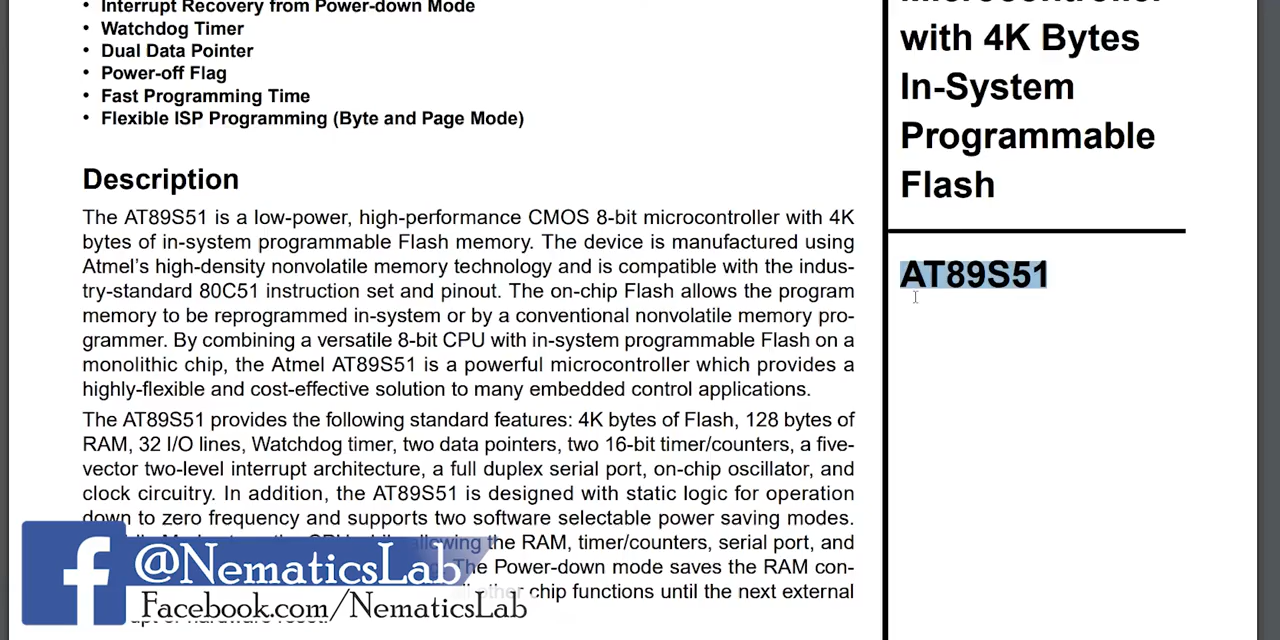 • Interrupt Recovery from Power-down Mode
• Watchdog Timer
• Dual Data Pointer
• Power-off Flag
• Fast Programming Time
• Flexible ISP Programming (Byte and Page Mode)
Description
The AT89S51 is a low-power, high-performance CMOS 8-bit microcontroller with 4K
bytes of in-system programmable Flash memory. The device is manufactured using
Atmel's high-density nonvolatile memory technology and is compatible with the indus-
try-standard 80C51 instruction set and pinout. The on-chip Flash allows the program
memory to be reprogrammed in-system or by a conventional nonvolatile memory pro-
grammer. By combining a versatile 8-bit CPU with in-system programmable Flash on a
monolithic chip, the Atmel AT89S51 is a powerful microcontroller which provides a
highly-flexible and cost-effective solution to many embedded control applications.
The AT89S51 provides the following standard features: 4K bytes of Flash, 128 bytes of
RAM, 32 I/O lines, Watchdog timer, two data pointers, two 16-bit timer/counters, a five-
vector two-level interrupt architecture, a full duplex serial port, on-chip oscillator, and
clock circuitry. In addition, the AT89S51 is designed with static logic for operation
down to zero frequency and supports two software selectable power saving modes.
allowing the RAM, timer/counters, serial port, and
The Power-down mode saves the RAM con-
other chip functions until the next external
hardware reset.
Microcontroller
with 4K Bytes
In-System
Programmable
Flash
AT89S51
@NematicsLab
Facebook.com/NematicsLab